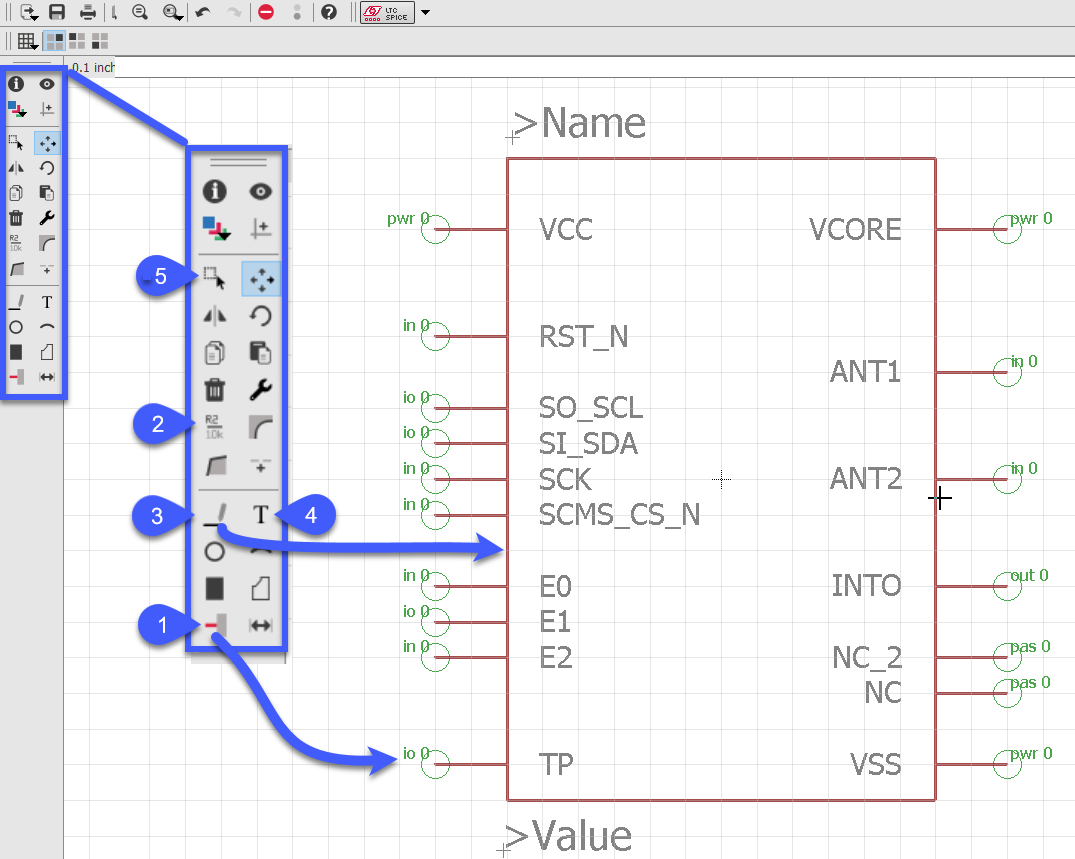 LTC
SPICE
0.1 inch
>Name
pwr 0
VCC
VCORE
pwr 0
in 0
RST_N
ANT1
in 0
io 0
SO_SCL
io 0
SI_SDA
in 0
SCK
ANT2
in 0
in 0
SCMS_CS_N
in 0
E0
INTO
out 0
io 0
E1
in 0
E2
NC_2
pas 0
NC
pas 0
io 0
TP
VSS
pwr 0
>Value
R2
10k
T
5
2
R2
10k
3
T
4
1